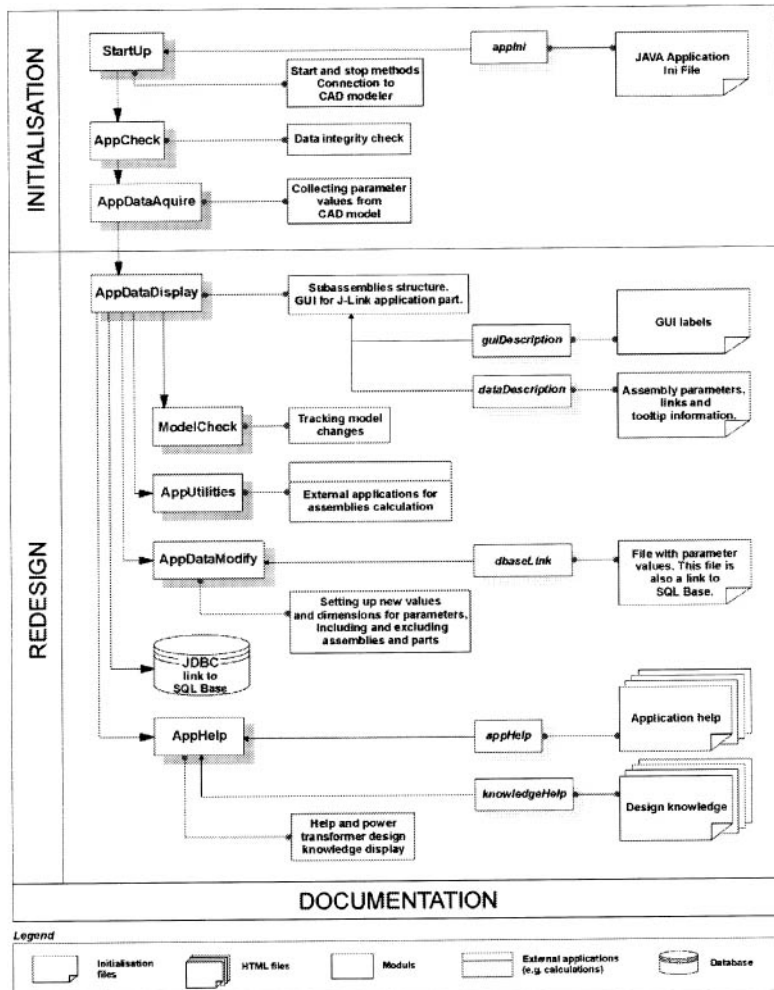 INITIALISATION
StartUp
appIni
JAVA Application
Ini File
Start and stop methods
Connection to
CAD modeler
AppCheck
Data integrity check
AppDataAquire
Collecting parameter
values from
CAD model
REDESIGN
AppDataDisplay
Subassemblies structure.
GUI for J-Link application part.
guiDescription
GUI labels
dataDescription
Assembly parameters,
links and
tooltip information.
ModelCheck
Tracking model
changes
AppUtilities
External applications for
assemblies calculation
AppDataModify
dbaseLink
File with parameter
values. This file is
also a link to
SQL Base.
Setting up new values
and dimensions for parameters,
including and excluding
assemblies and parts
JDBC
link to
SQL Base
AppHelp
appHelp
Application help
knowledgeHelp
Design knowledge
Help and power
transformer design
knowledge display
DOCUMENTATION
Legend
Initialisation
files
HTML files
Moduls
External applications
(e.g. calculations)
Database